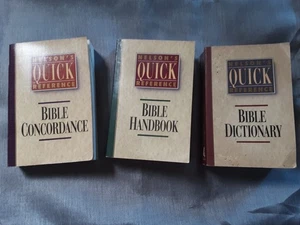 NELSON'S
QUICK
REFERENCE
BIBLE
CONCORDANCE
NELSON'S
QUICK
REFERENCE
BIBLE
HANDBOOK
NELSON'S
QUICK
REFERENCE
BIBLE
DICTIONARY